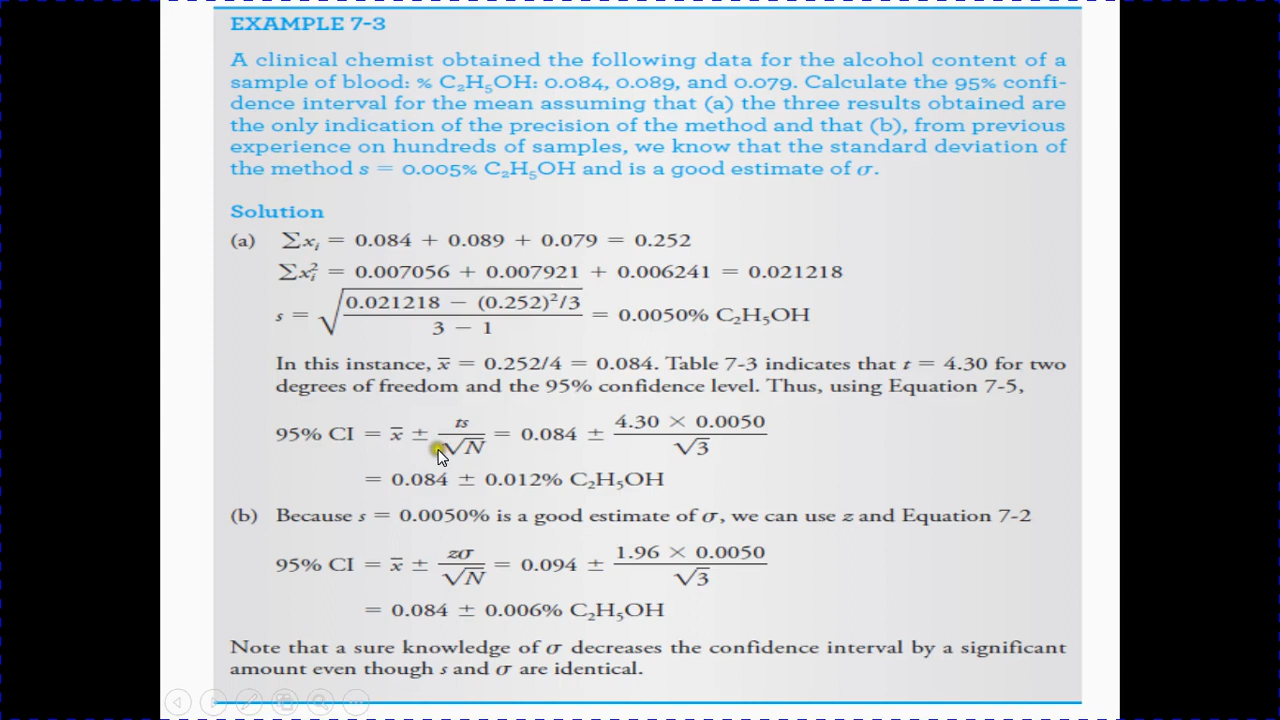 EXAMPLE 7-3
A clinical chemist obtained the following data for the alcohol content of a
sample of blood: % C₂H₅OH: 0.084, 0.089, and 0.079. Calculate the 95% confi-
dence interval for the mean assuming that (a) the three results obtained are
the only indication of the precision of the method and that (b), from previous
experience on hundreds of samples, we know that the standard deviation of
the method s = 0.005% C₂H₅OH and is a good estimate of σ.
Solution
(a) ∑xᵢ = 0.084 + 0.089 + 0.079 = 0.252
∑xᵢ² = 0.007056 + 0.007921 + 0.006241 = 0.021218
s = √((0.021218 − (0.252)²/3)/(3 − 1)) = 0.0050% C₂H₅OH
In this instance, x̄ = 0.252/4 = 0.084. Table 7-3 indicates that t = 4.30 for two
degrees of freedom and the 95% confidence level. Thus, using Equation 7-5,
95% CI = x̄ ± ts/√N = 0.084 ± (4.30 × 0.0050)/√3
= 0.084 ± 0.012% C₂H₅OH
(b) Because s = 0.0050% is a good estimate of σ, we can use z and Equation 7-2
95% CI = x̄ ± zσ/√N = 0.094 ± (1.96 × 0.0050)/√3
= 0.084 ± 0.006% C₂H₅OH
Note that a sure knowledge of σ decreases the confidence interval by a significant
amount even though s and σ are identical.